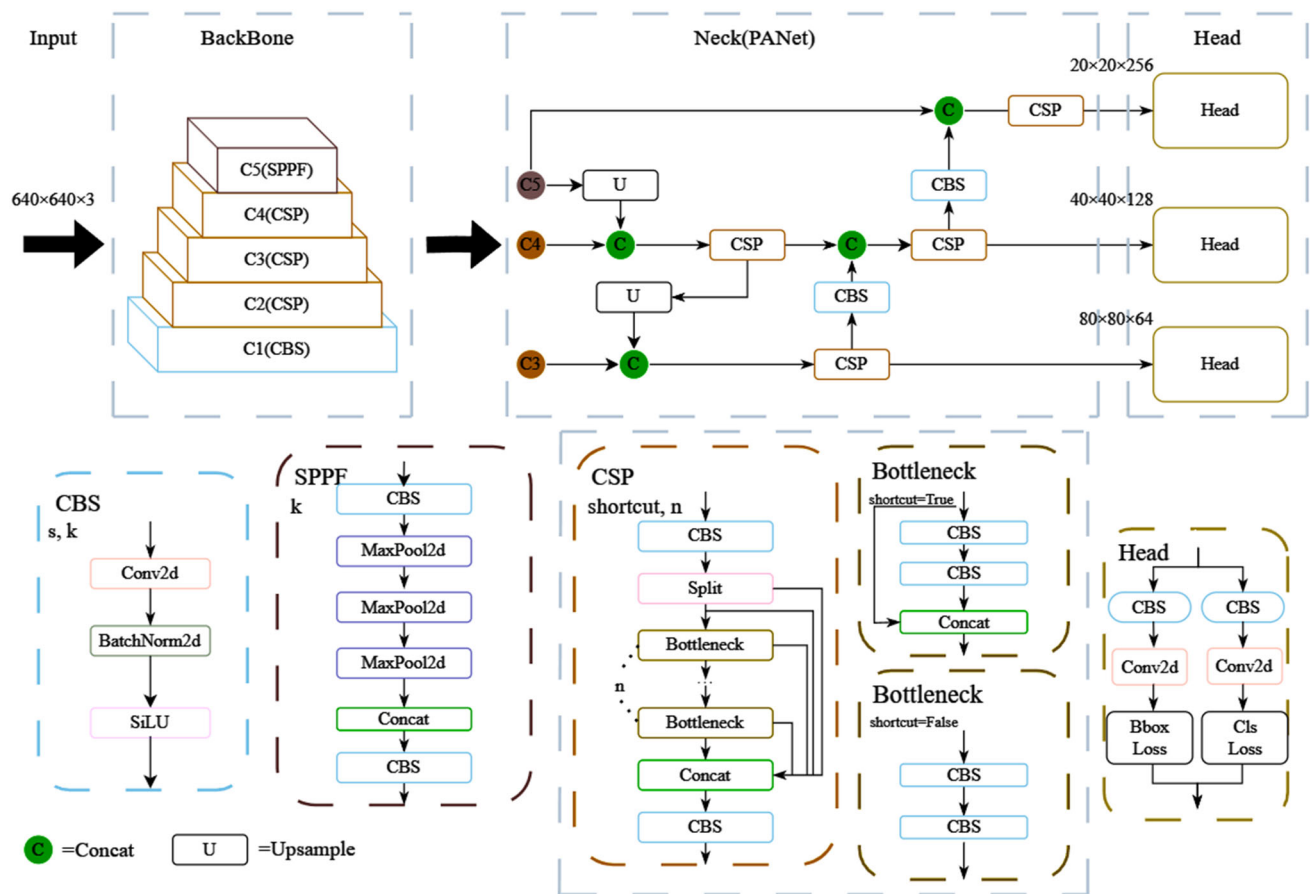 Input
BackBone
Neck(PANet)
Head
640×640×3
C5(SPPF)
C4(CSP)
C3(CSP)
C2(CSP)
C1(CBS)
20×20×256
C
CSP
Head
C5
U
CBS
40×40×128
C4
C
CSP
C
CSP
Head
U
CBS
80×80×64
C3
C
CSP
Head
CBS
s, k
Conv2d
BatchNorm2d
SiLU
SPPF
k
CBS
MaxPool2d
MaxPool2d
MaxPool2d
Concat
CBS
CSP
shortcut, n
CBS
Split
Bottleneck
...
n
Bottleneck
Concat
CBS
Bottleneck
shortcut=True
CBS
CBS
Concat
Bottleneck
shortcut=False
CBS
CBS
Head
CBS CBS
Conv2d Conv2d
Bbox Cls
Loss Loss
C =Concat U =Upsample